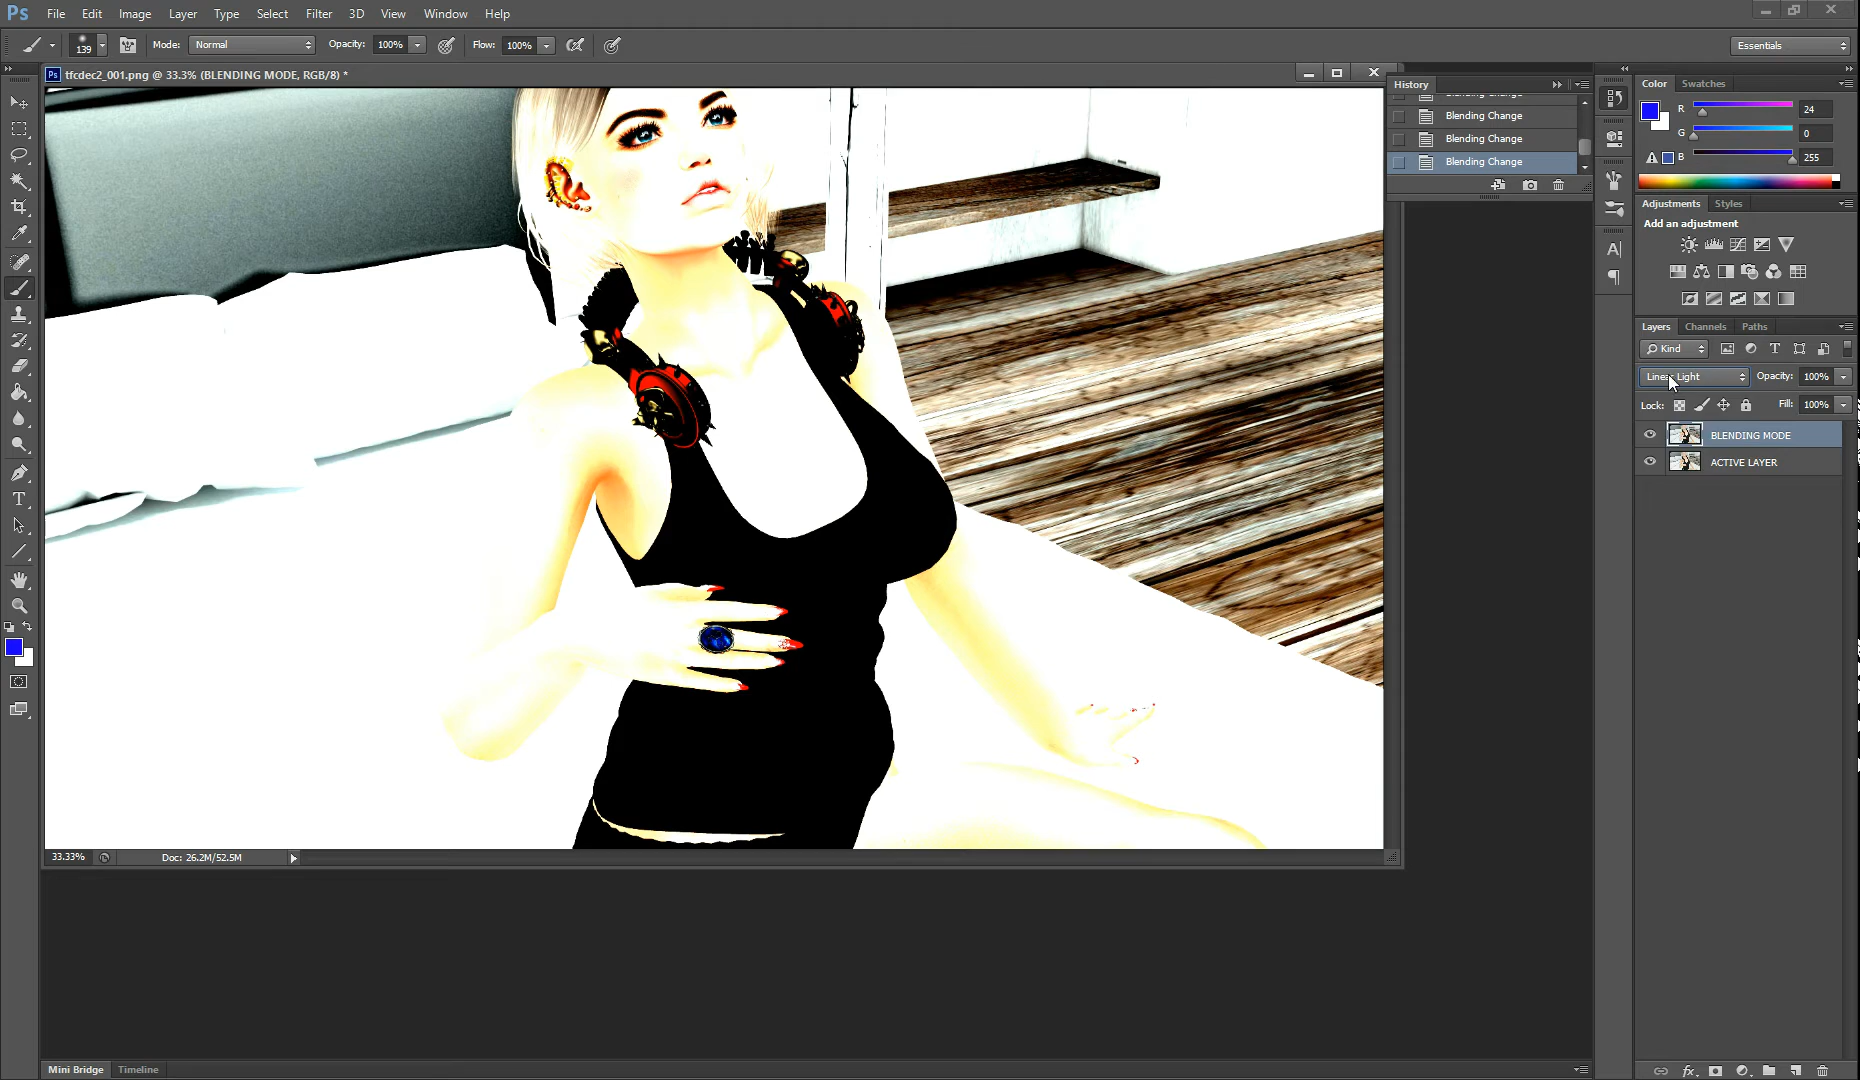 Ps File Edit Image Layer Type Select Filter 3D View Window Help
139 Mode: Normal Opacity: 100% Flow: 100% Essentials
Ps tfcdec2_001.png @ 33.3% (BLENDING MODE, RGB/8) *
History
Blending Change
Blending Change
Blending Change
Blending Change
Color Swatches
R 24
G 0
B 255
Adjustments Styles
Add an adjustment
Layers Channels Paths
Kind
Linear Light Opacity: 100%
Lock: Fill: 100%
BLENDING MODE
ACTIVE LAYER
33.33% Doc: 26.2M/52.5M
Mini Bridge Timeline